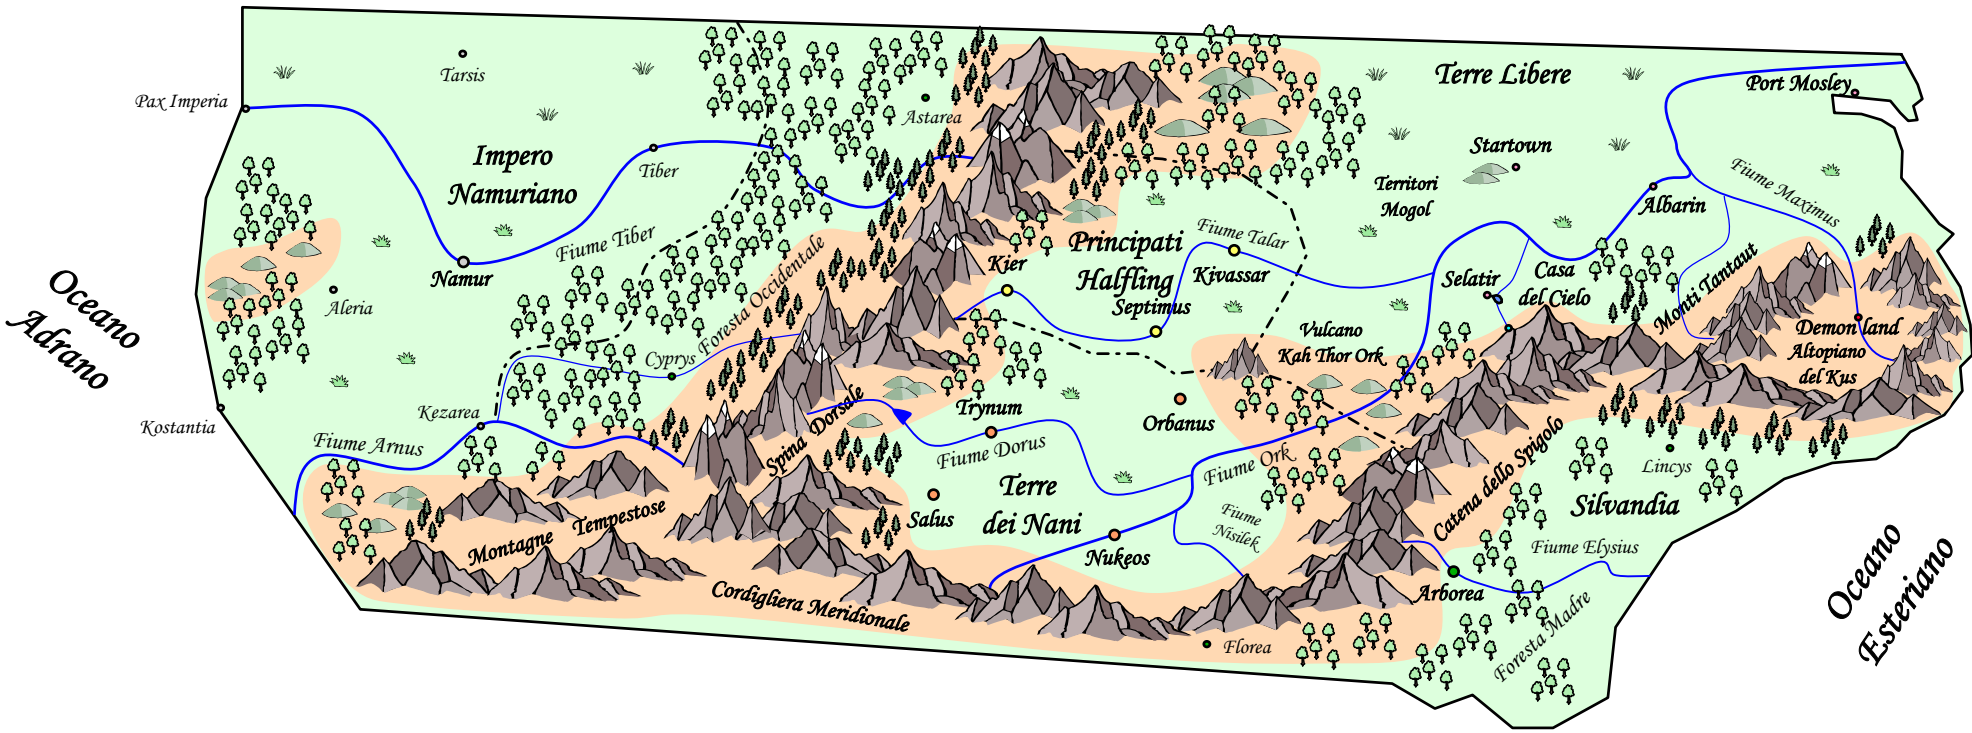 Tarsis
Pax Imperia
Impero
Namuriano
Tiber
Fiume Tiber
Namur
Aleria
Oceano
Adrano
Kostantia
Kezarea
Fiume Arnus
Cyprys
Foresta Occidentale
Astarea
Terre Libere
Port Mosley
Startown
Territori
Mogol
Albarin
Fiume Maximus
Principati
Halfling
Kier
Septimus
Fiume Talar
Kivassar
Selatir
Casa
del Cielo
Monti Tantaut
Demon land
Altopiano
del Kus
Vulcano
Kah Thor Ork
Trynum
Orbanus
Spina Dorsale
Fiume Dorus
Fiume Ork
Terre
dei Nani
Salus
Nukeos
Fiume
Nisilek
Montagne Tempestose
Cordigliera Meridionale
Catena dello Spigolo
Lincys
Silvandia
Fiume Elysius
Arborea
Foresta Madre
Florea
Oceano
Esteriano